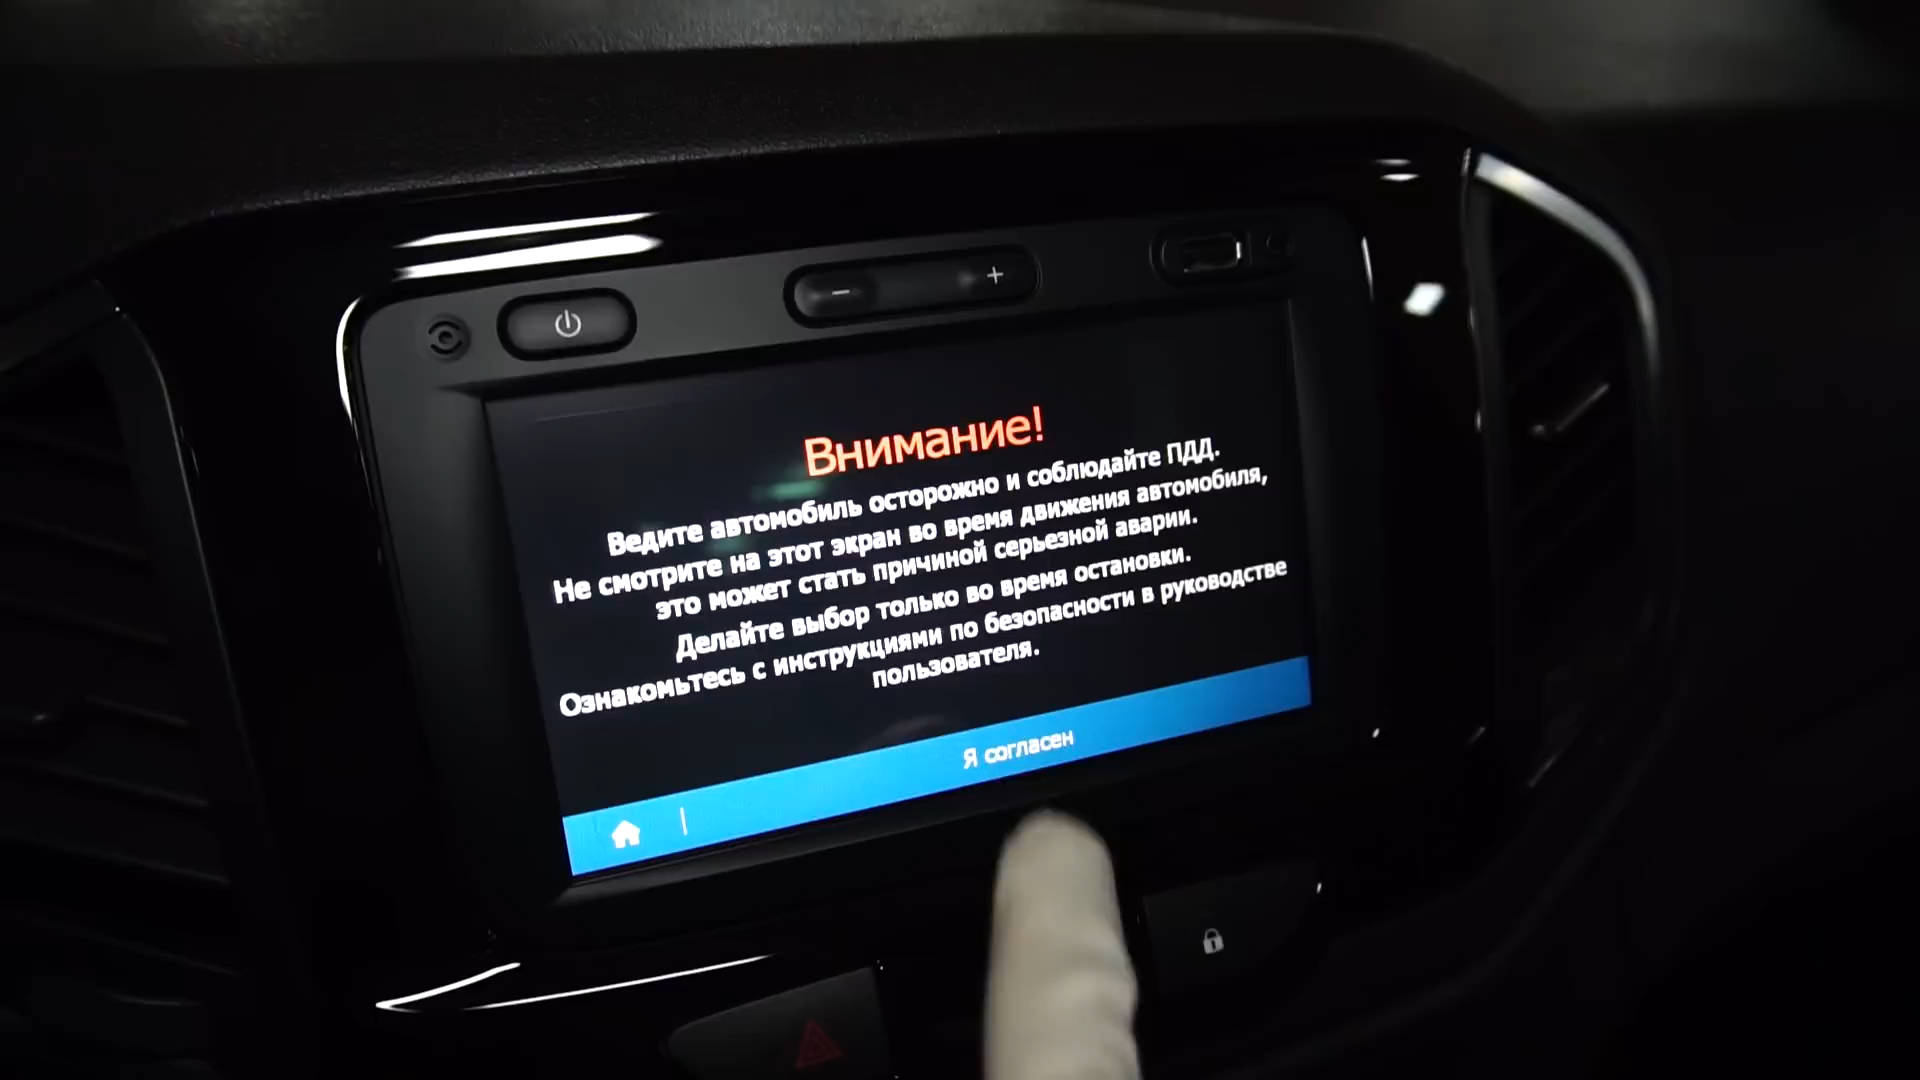 Внимание!
Ведите автомобиль осторожно и соблюдайте ПДД.
Не смотрите на этот экран во время движения автомобиля,
это может стать причиной серьезной аварии.
Делайте выбор только во время остановки.
Ознакомьтесь с инструкциями по безопасности в руководстве
пользователя.
Я согласен